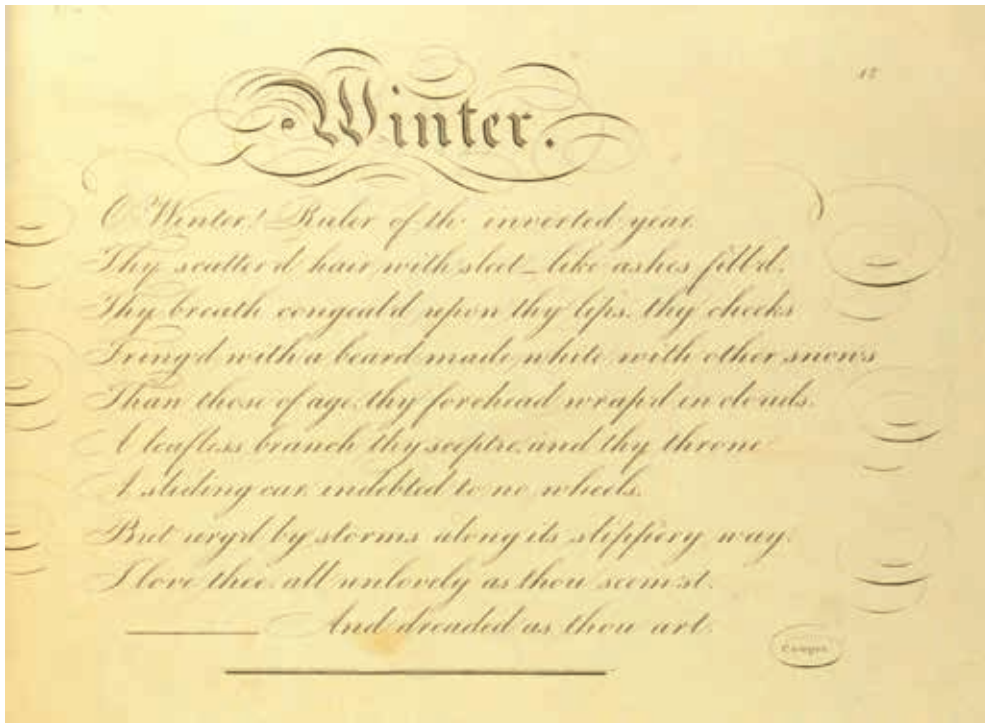 Winter.
O Winter! Ruler of th' inverted year
Thy scatter'd hair with sleet-like ashes fill'd.
Thy breath congeal'd upon thy lips. thy cheeks
Fring'd with a beard made white with other snows
Than those of age. thy forehead wrap'd in clouds.
A leafless branch thy sceptre. and thy throne
A sliding car. indebted to no wheels.
But urg'd by storms along its slippery way.
I love thee. all unlovely as thou seem'st.
And dreaded as thou art.
Cowper